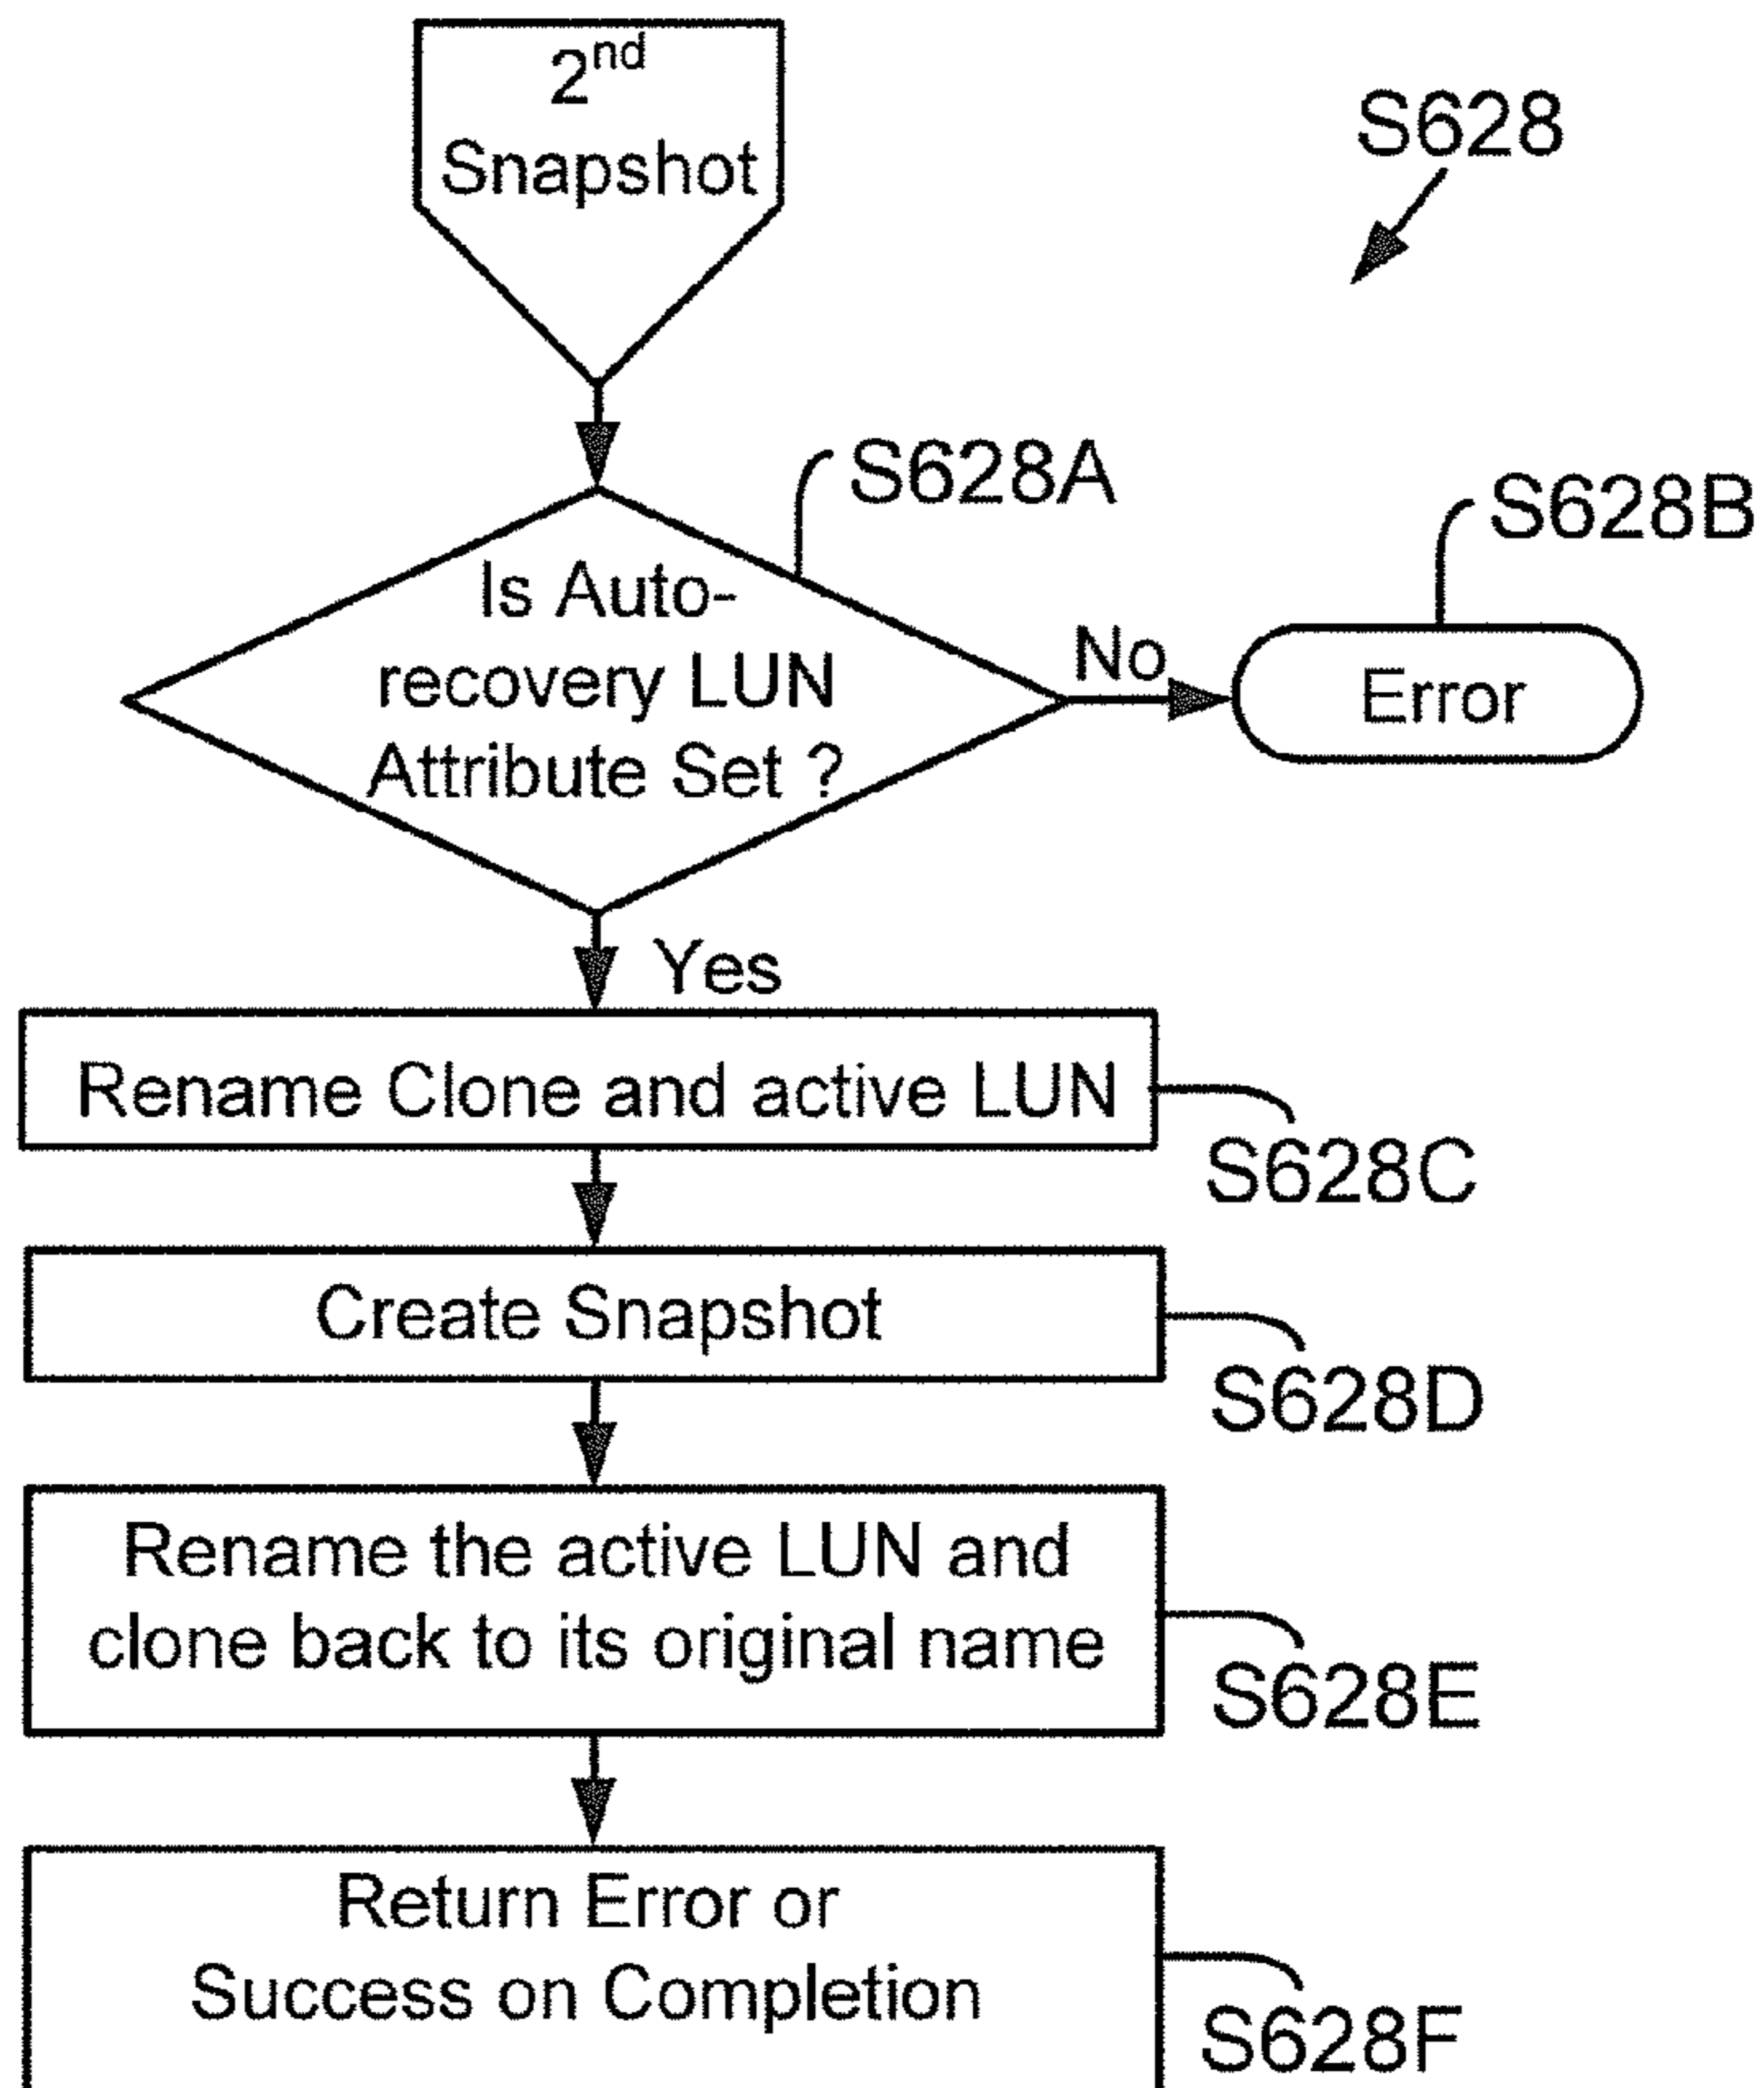 2nd
Snapshot
S628
S628A
S628B
Is Auto-
recovery LUN
Attribute Set ?
No
Error
Yes
Rename Clone and active LUN
S628C
Create Snapshot
S628D
Rename the active LUN and
clone back to its original name
S628E
Return Error or
Success on Completion
S628F